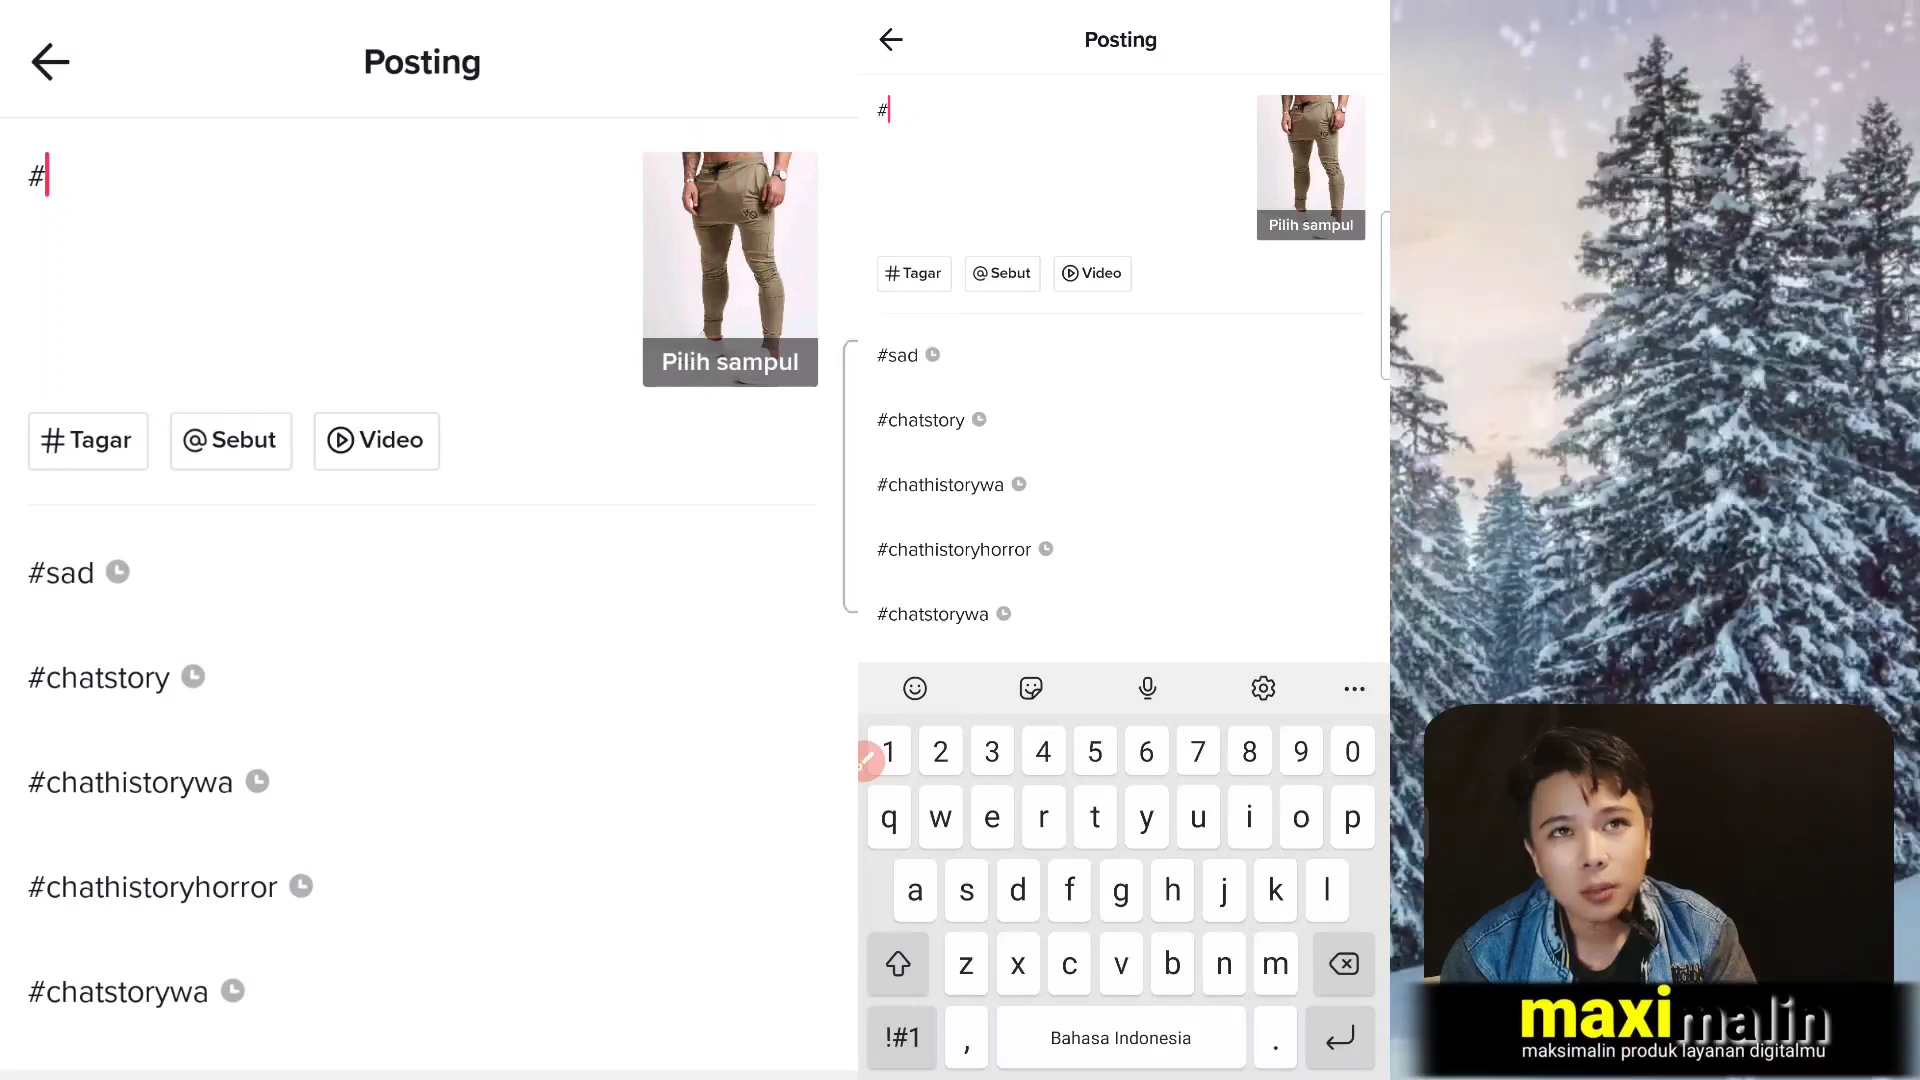 Posting
#
Pilih sampul
# Tagar
@ Sebut
Video
#sad
#chatstory
#chathistorywa
#chathistoryhorror
#chatstorywa
Posting
#
Pilih sampul
# Tagar
@ Sebut
Video
#sad
#chatstory
#chathistorywa
#chathistoryhorror
#chatstorywa
1 2 3 4 5 6 7 8 9 0
q w e r t y u i o p
a s d f g h j k l
z x c v b n m
!#1 , Bahasa Indonesia .
maximalin
maksimalin produk layanan digitalmu